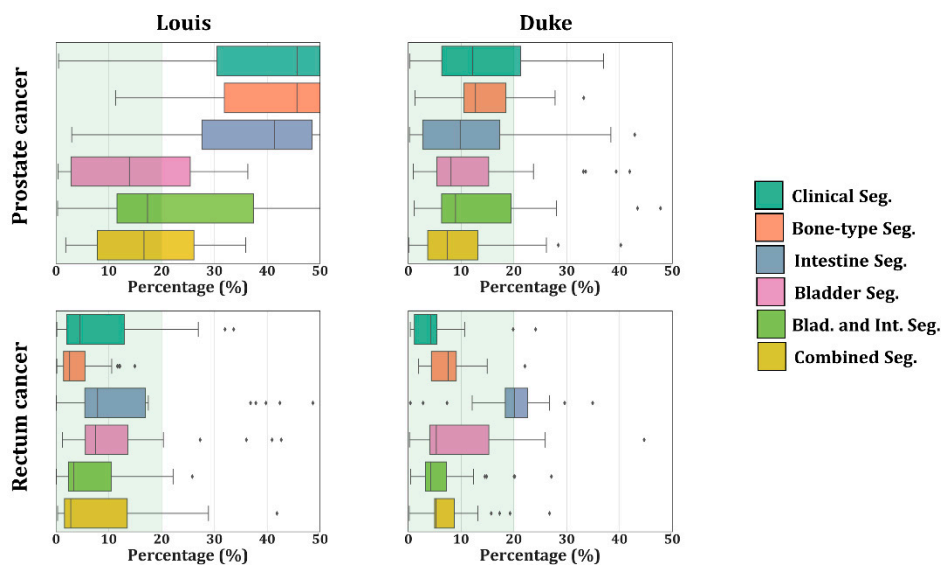 Louis
Duke
Prostate cancer
0 10 20 30 40 50
Percentage (%)
0 10 20 30 40 50
Percentage (%)
Rectum cancer
0 10 20 30 40 50
Percentage (%)
0 10 20 30 40 50
Percentage (%)
Clinical Seg.
Bone-type Seg.
Intestine Seg.
Bladder Seg.
Blad. and Int. Seg.
Combined Seg.